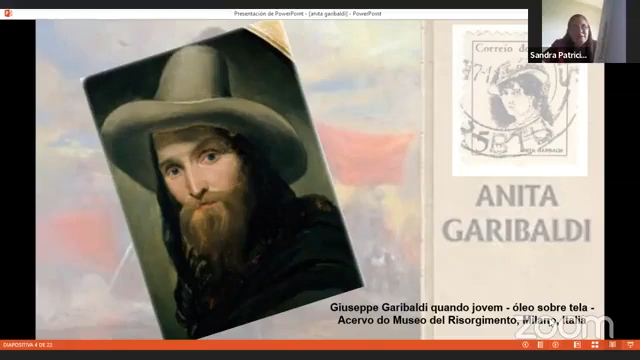 Presentación de PowerPoint - [anita garibaldi] - PowerPoint
Sandra Patrici...
Correio do
ANITA GARIBALDI
ANITA
GARIBALDI
Giuseppe Garibaldi quando jovem - óleo sobre tela -
Acervo do Museo del Risorgimento, Milano, Italia
zoom
DIAPOSITIVA 4 DE 22